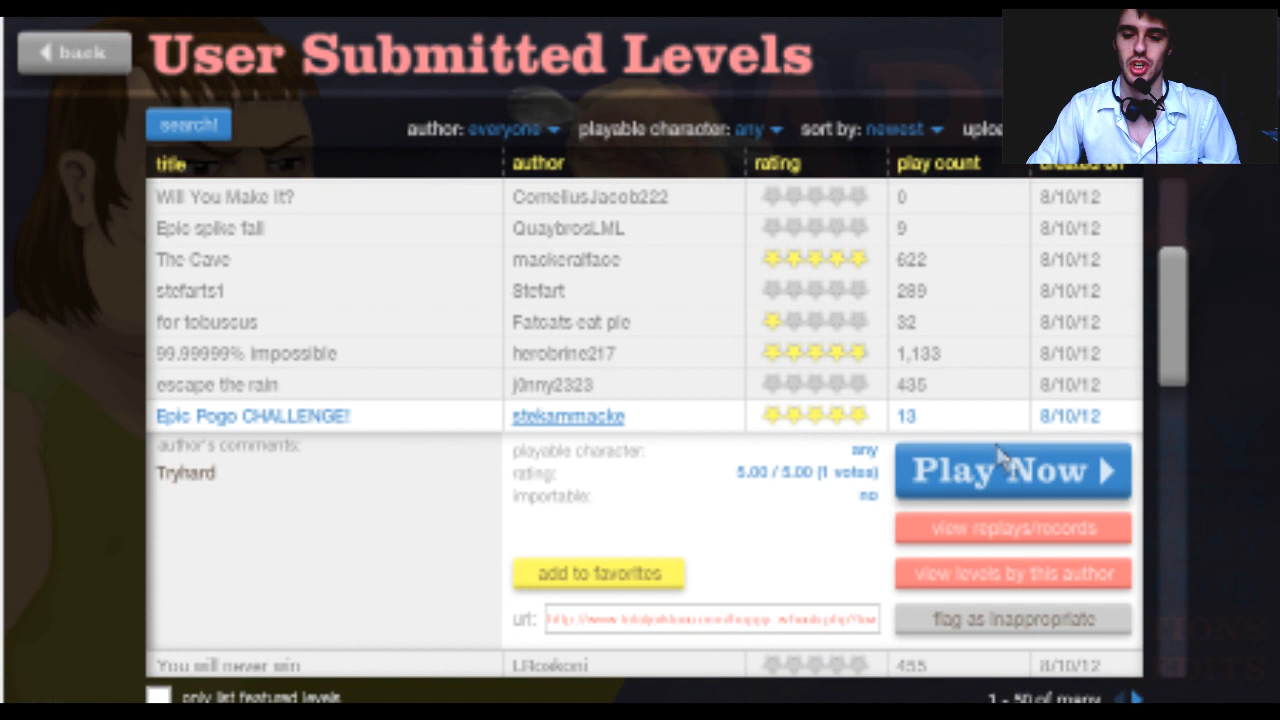 back
User Submitted Levels
search!
author: everyone playable character: any sort by: newest uploa
title author rating play count created on
Will You Make It? CorneliusJacob222 0 8/10/12
Epic spike fall QuaybrosLML 9 8/10/12
The Cave mackeralface 622 8/10/12
stefarts1 Stefart 289 8/10/12
for tobuscus Fatcats eat pie 32 8/10/12
99.99999% impossible herobrine217 1,133 8/10/12
escape the rain j0nny2323 435 8/10/12
Epic Pogo CHALLENGE! stekammacke 13 8/10/12
author's comments:
Tryhard
playable character: any
rating: 5.00 / 5.00 (1 votes)
importable: no
Play Now
view replays/records
add to favorites
view levels by this author
url:
flag as inappropriate
You will never win 455 8/10/12
only list featured levels
1 - 50 of many